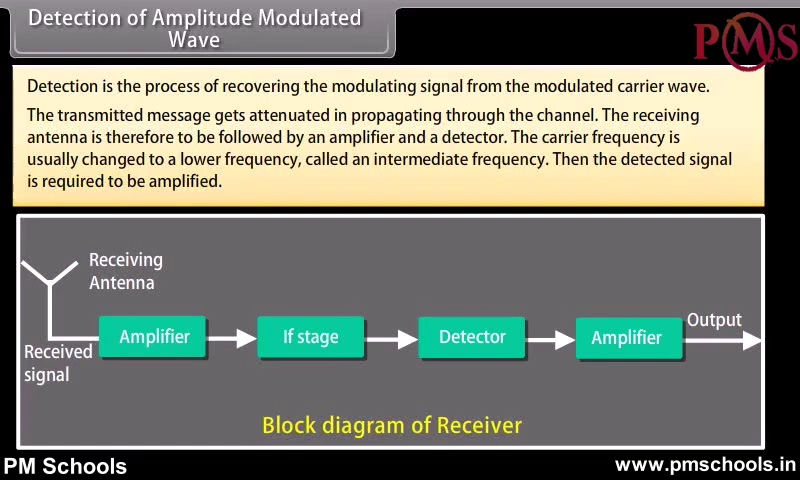 Detection of Amplitude Modulated
Wave
PMS
Detection is the process of recovering the modulating signal from the modulated carrier wave.
The transmitted message gets attenuated in propagating through the channel. The receiving
antenna is therefore to be followed by an amplifier and a detector. The carrier frequency is
usually changed to a lower frequency, called an intermediate frequency. Then the detected signal
is required to be amplified.
Receiving
Antenna
Received
signal
Amplifier
If stage
Detector
Amplifier
Output
Block diagram of Receiver
PM Schools
www.pmschools.in